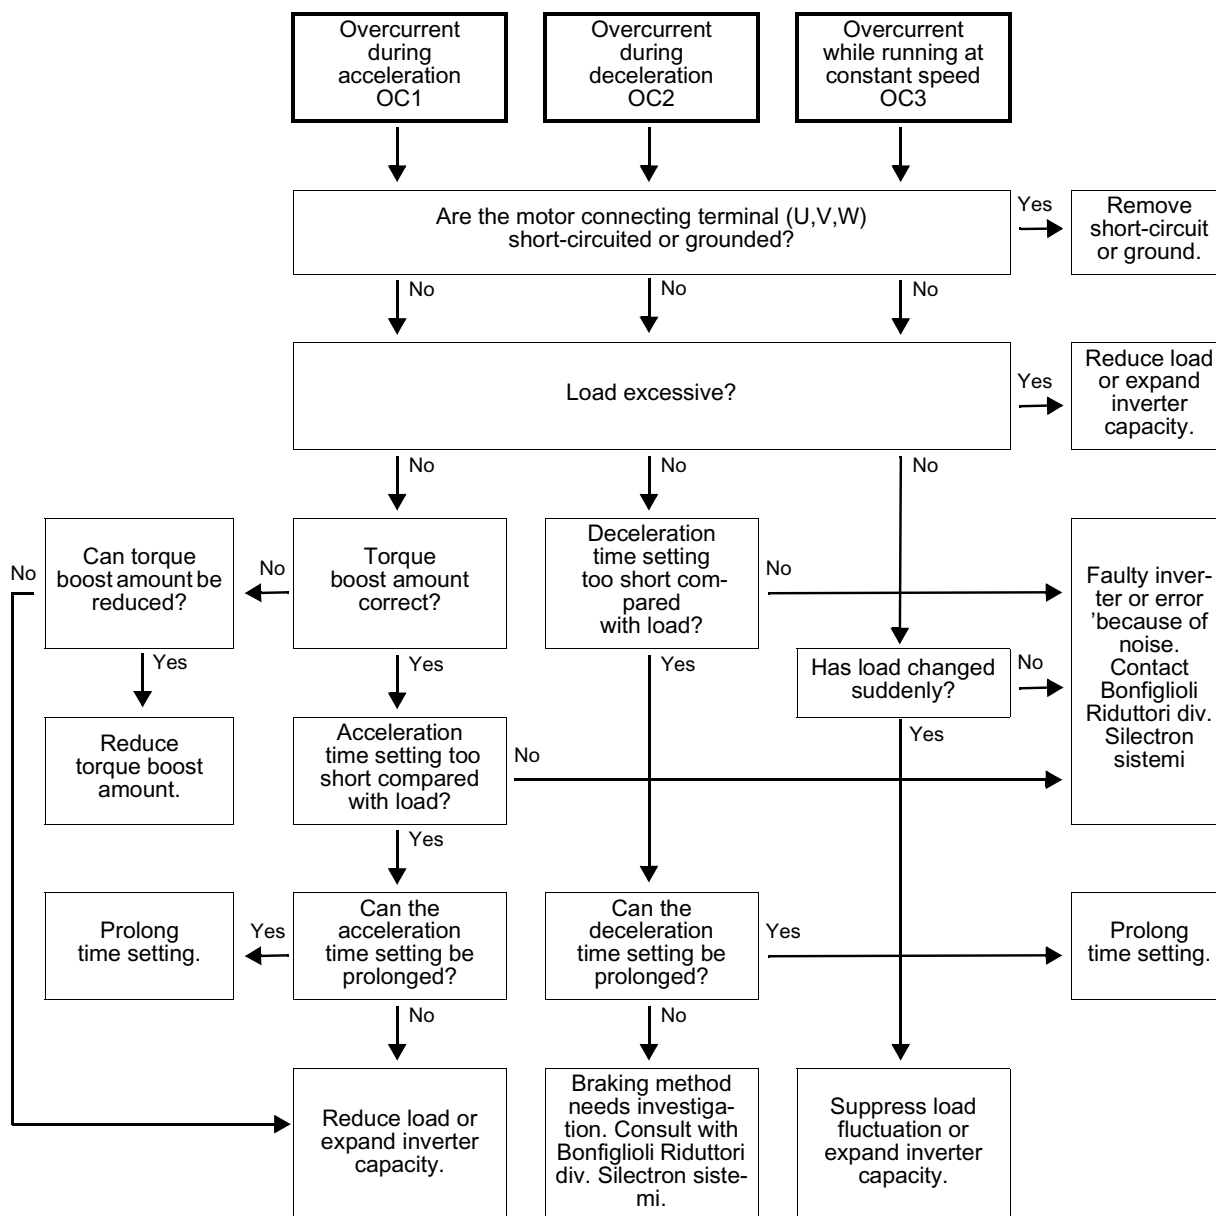 Overcurrent
during
acceleration
OC1
Overcurrent
during
deceleration
OC2
Overcurrent
while running at
constant speed
OC3
Are the motor connecting terminal (U,V,W)
short-circuited or grounded?
Yes
Remove
short-circuit
or ground.
No
No
No
Load excessive?
Yes
Reduce load
or expand
inverter
capacity.
No
No
No
No
Can torque
boost amount be
reduced?
No
Torque
boost amount
correct?
Deceleration
time setting
too short com-
pared
with load?
No
Faulty inver-
ter or error
'because of
noise.
Contact
Bonfiglioli
Riduttori div.
Silectron
sistemi
Yes
Yes
Yes
Has load changed
suddenly?
No
Reduce
torque boost
amount.
Acceleration
time setting too
short compared
with load?
No
Yes
Yes
Prolong
time setting.
Yes
Can the
acceleration
time setting be
prolonged?
Can the
deceleration
time setting be
prolonged?
Yes
Prolong
time setting.
No
No
Reduce load or
expand inverter
capacity.
Braking method
needs investiga-
tion. Consult with
Bonfiglioli Riduttori
div. Silectron siste-
mi.
Suppress load
fluctuation or
expand inverter
capacity.